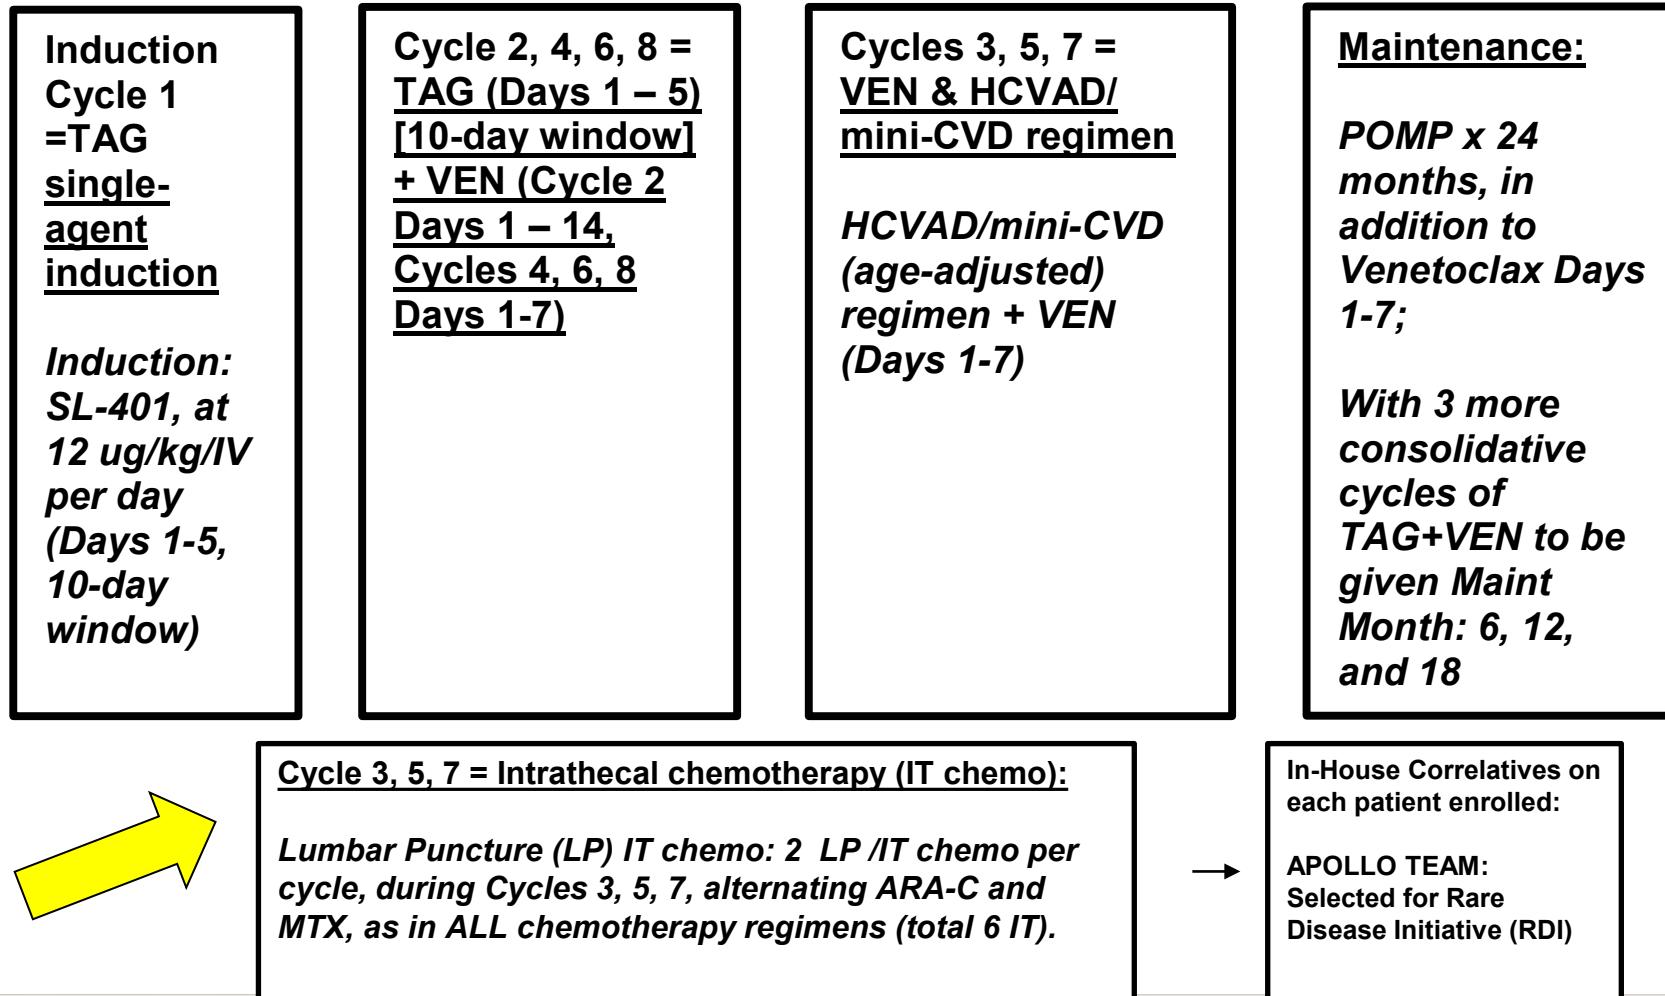 Induction
Cycle 1
=TAG
single-
agent
induction
Induction:
SL-401, at
12 ug/kg/IV
per day
(Days 1-5,
10-day
window)
Cycle 2, 4, 6, 8 =
TAG (Days 1 – 5)
[10-day window]
+ VEN (Cycle 2
Days 1 – 14,
Cycles 4, 6, 8
Days 1-7)
Cycles 3, 5, 7 =
VEN & HCVAD/
mini-CVD regimen
HCVAD/mini-CVD
(age-adjusted)
regimen + VEN
(Days 1-7)
Maintenance:
POMP x 24
months, in
addition to
Venetoclax Days
1-7;
With 3 more
consolidative
cycles of
TAG+VEN to be
given Maint
Month: 6, 12,
and 18
Cycle 3, 5, 7 = Intrathecal chemotherapy (IT chemo):
Lumbar Puncture (LP) IT chemo: 2 LP /IT chemo per
cycle, during Cycles 3, 5, 7, alternating ARA-C and
MTX, as in ALL chemotherapy regimens (total 6 IT).
In-House Correlatives on
each patient enrolled:
APOLLO TEAM:
Selected for Rare
Disease Initiative (RDI)